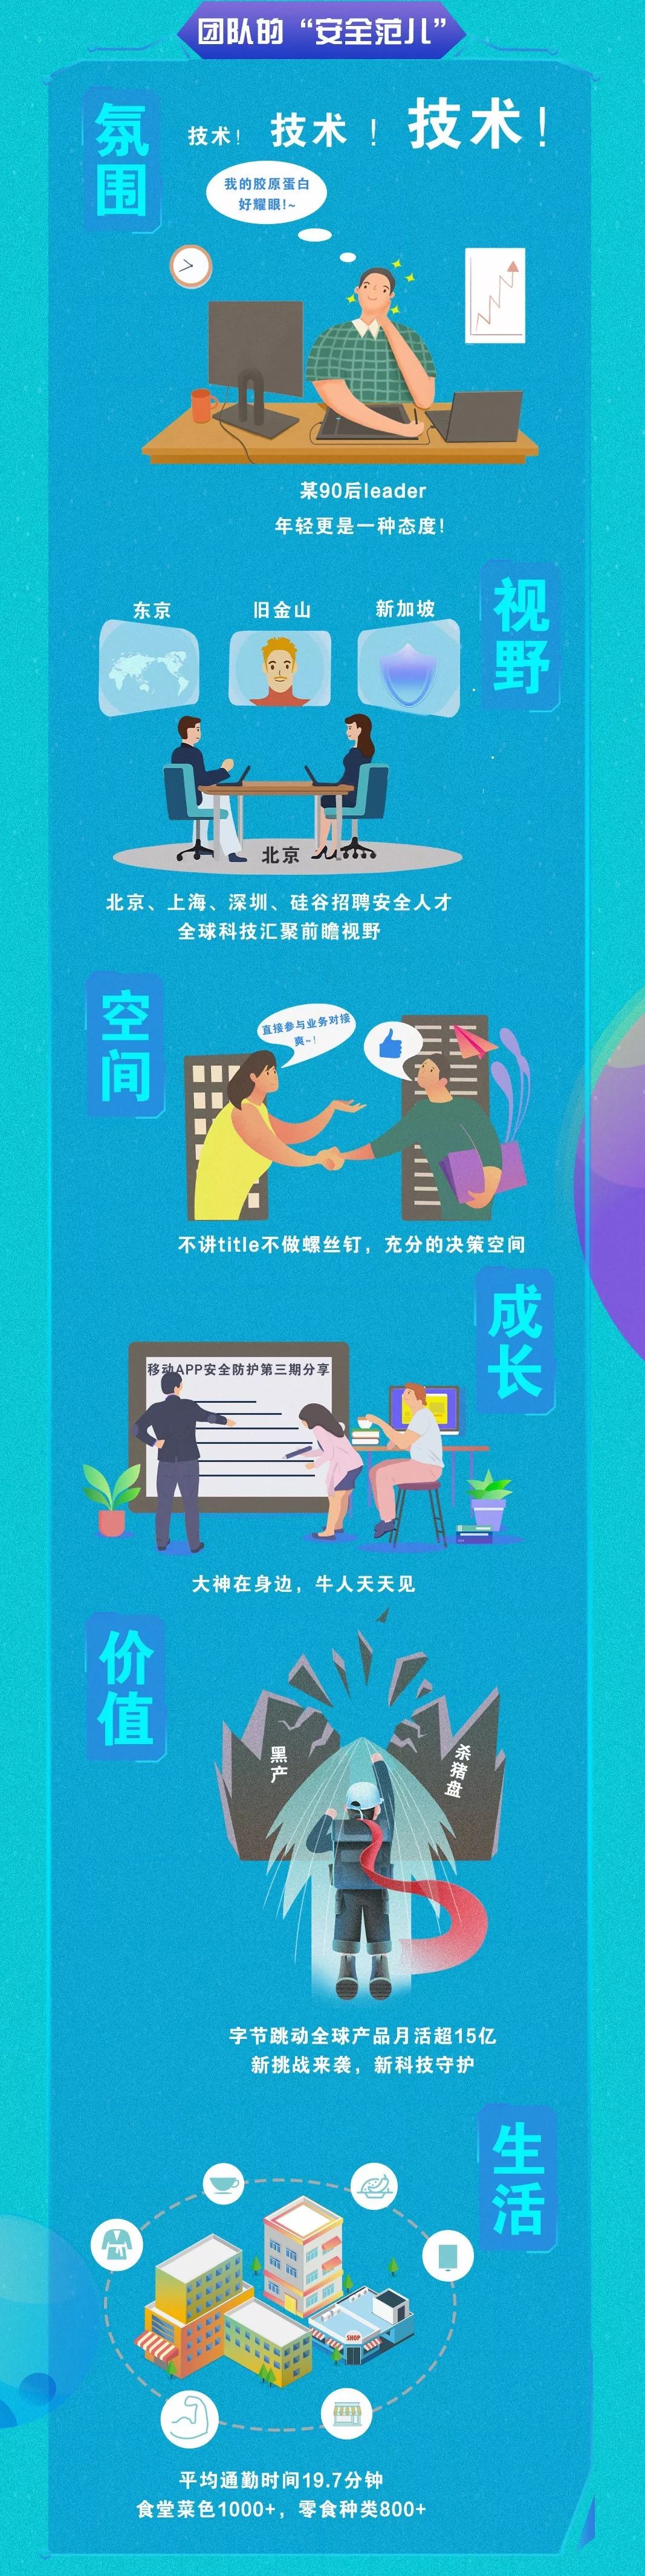 团队的“安全范儿”
氛围
技术！ 技术！ 技术！
我的胶原蛋白
好耀眼!~
某90后leader
年轻更是一种态度！
视野
东京 旧金山 新加坡
北京
北京、上海、深圳、硅谷招聘安全人才
全球科技汇聚前瞻视野
空间
直接参与业务对接
爽~！
不讲title不做螺丝钉，充分的决策空间
成长
移动APP安全防护第三期分享
大神在身边，牛人天天见
价值
黑产
杀猪盘
字节跳动全球产品月活超15亿
新挑战来袭，新科技守护
生活
SHOP
平均通勤时间19.7分钟
食堂菜色1000+，零食种类800+